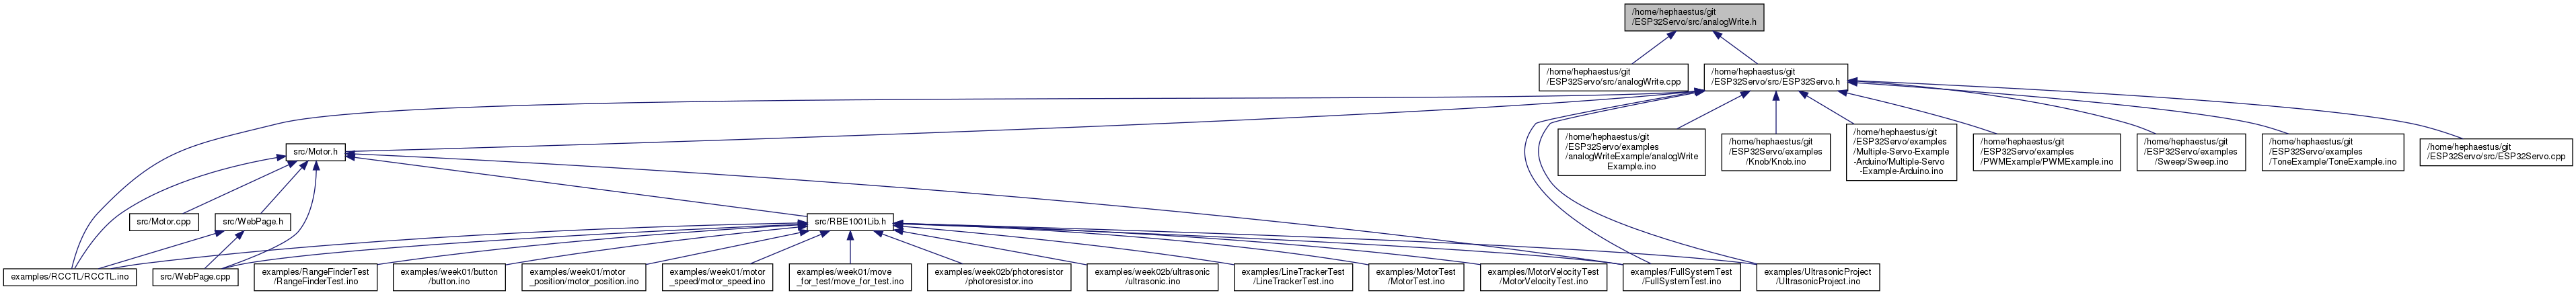 /home/hephaestus/git
/ESP32Servo/src/analogWrite.h
/home/hephaestus/git
/ESP32Servo/src/analogWrite.cpp
/home/hephaestus/git
/ESP32Servo/src/ESP32Servo.h
src/Motor.h
/home/hephaestus/git
/ESP32Servo/examples
/analogWriteExample/analogWrite
Example.ino
/home/hephaestus/git
/ESP32Servo/examples
/Knob/Knob.ino
/home/hephaestus/git
/ESP32Servo/examples
/Multiple-Servo-Example
-Arduino/Multiple-Servo
-Example-Arduino.ino
/home/hephaestus/git
/ESP32Servo/examples
/PWMExample/PWMExample.ino
/home/hephaestus/git
/ESP32Servo/examples
/Sweep/Sweep.ino
/home/hephaestus/git
/ESP32Servo/examples
/ToneExample/ToneExample.ino
/home/hephaestus/git
/ESP32Servo/src/ESP32Servo.cpp
src/Motor.cpp
src/WebPage.h
src/RBE1001Lib.h
examples/RCCTL/RCCTL.ino
src/WebPage.cpp
examples/RangeFinderTest
/RangeFinderTest.ino
examples/week01/button
/button.ino
examples/week01/motor
_position/motor_position.ino
examples/week01/motor
_speed/motor_speed.ino
examples/week01/move
_for_test/move_for_test.ino
examples/week02b/photoresistor
/photoresistor.ino
examples/week02b/ultrasonic
/ultrasonic.ino
examples/LineTrackerTest
/LineTrackerTest.ino
examples/MotorTest
/MotorTest.ino
examples/MotorVelocityTest
/MotorVelocityTest.ino
examples/FullSystemTest
/FullSystemTest.ino
examples/UltrasonicProject
/UltrasonicProject.ino